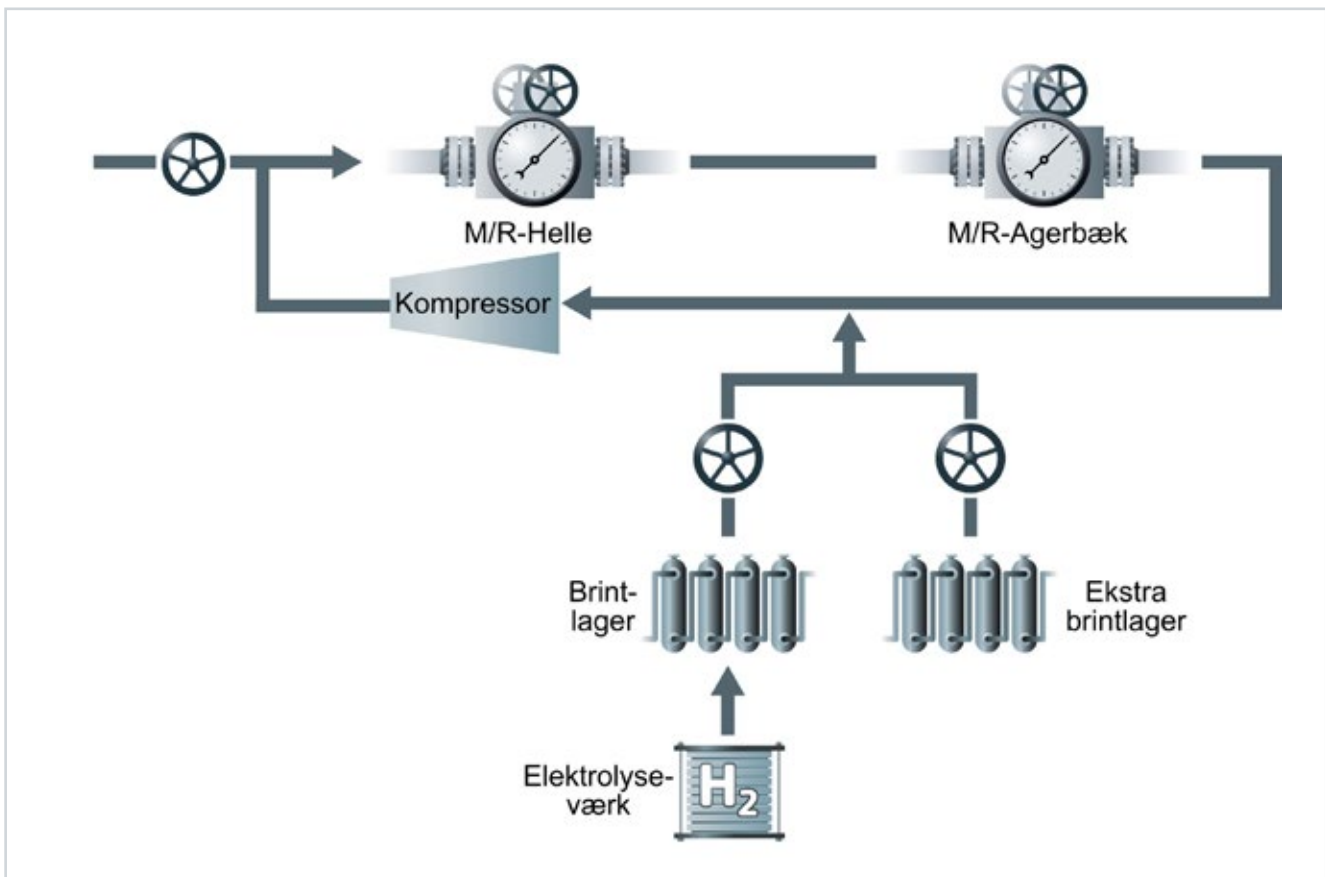 M/R-Helle
M/R-Agerbæk
Kompressor
Brint-
lager
Ekstra
brintlager
Elektrolyse-
værk
H2